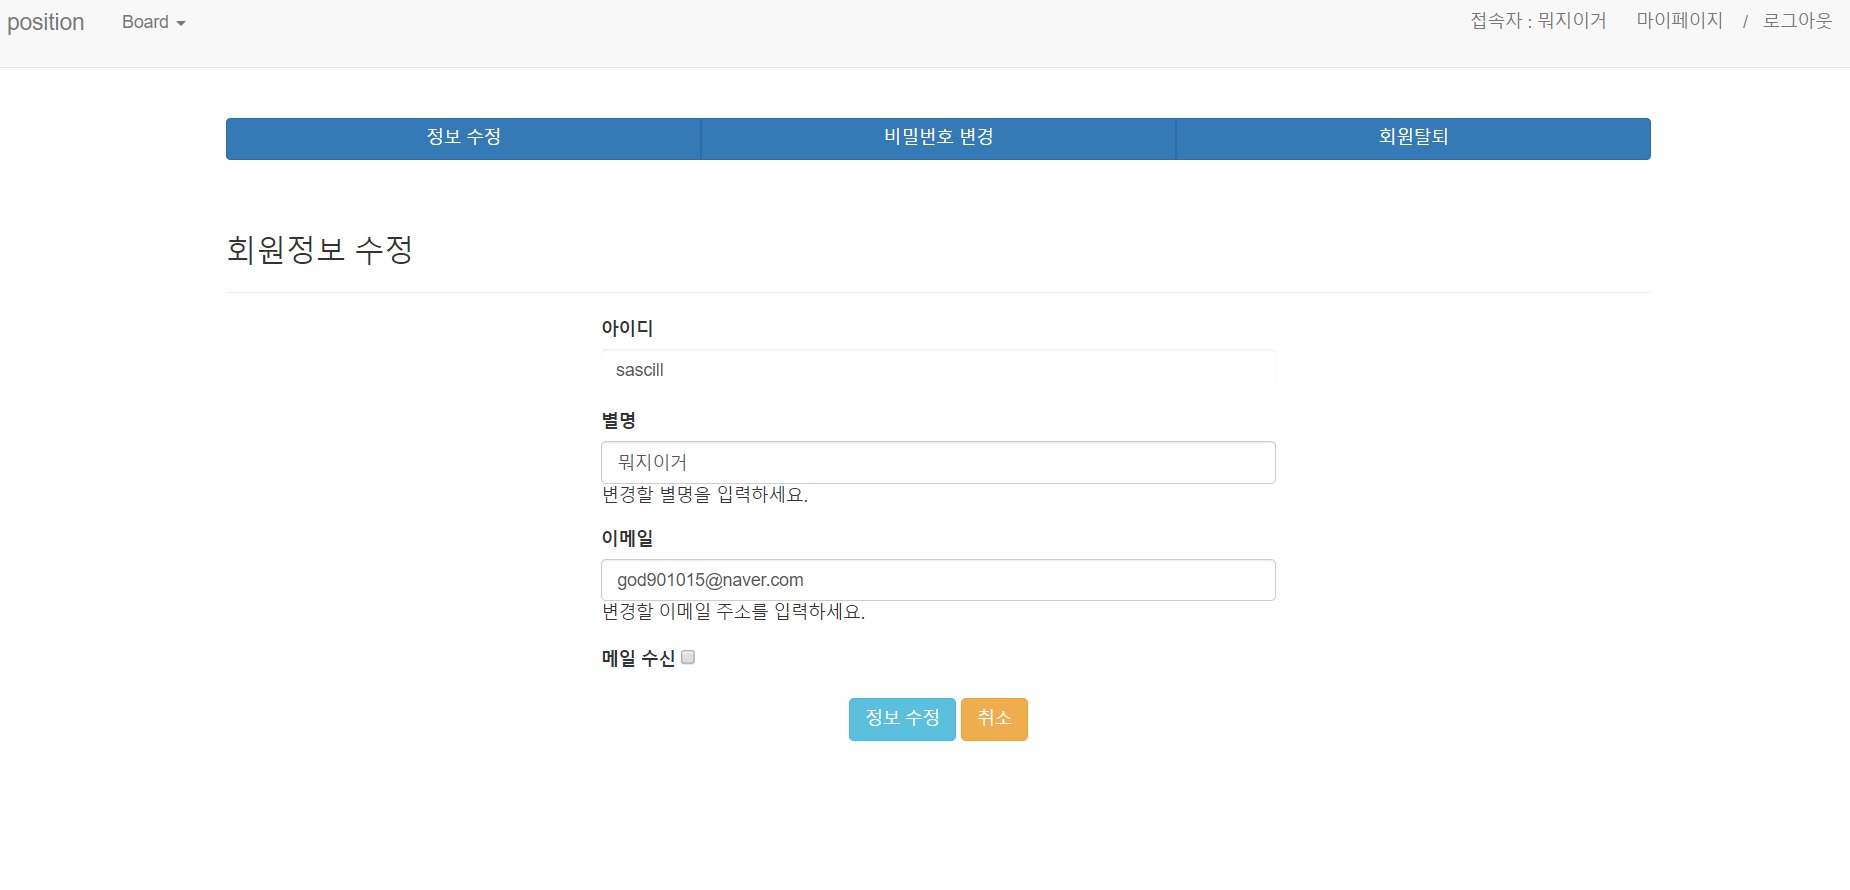 position Board 접속자 : 뭐지이거 마이페이지 / 로그아웃
정보 수정 비밀번호 변경 회원탈퇴
회원정보 수정
아이디
sascill
별명
뭐지이거
변경할 별명을 입력하세요.
이메일
god901015@naver.com
변경할 이메일 주소를 입력하세요.
메일 수신
정보 수정 취소